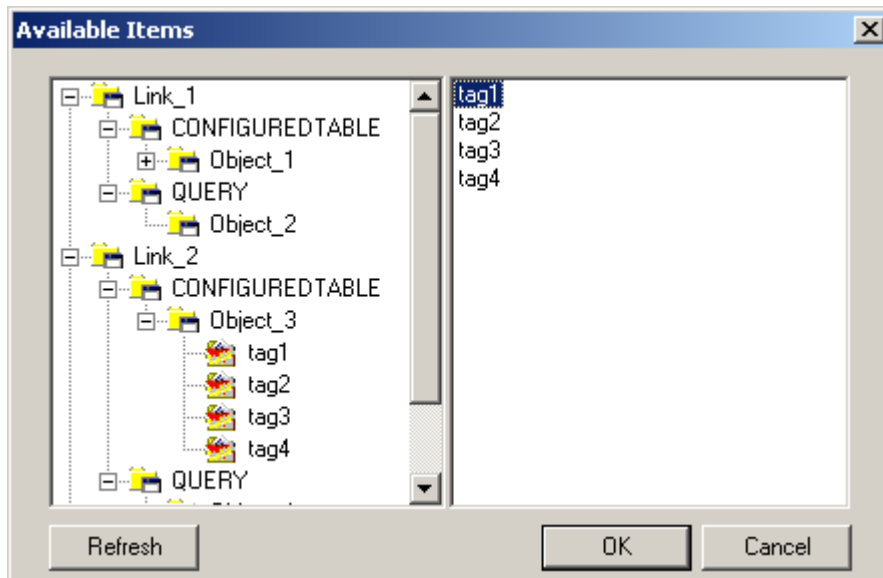 Available Items
Link_1
CONFIGUREDTABLE
Object_1
QUERY
Object_2
Link_2
CONFIGUREDTABLE
Object_3
tag1
tag2
tag3
tag4
QUERY
tag1
tag2
tag3
tag4
Refresh
OK
Cancel